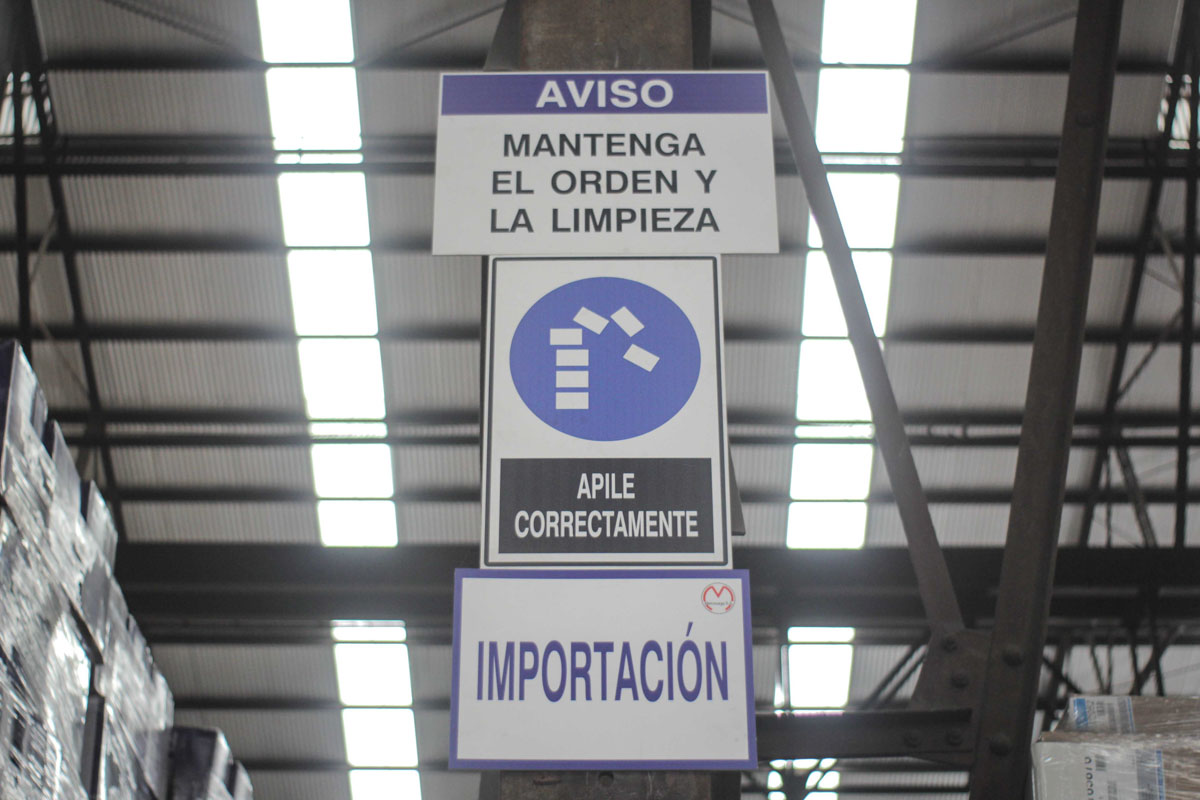 AVISO
MANTENGA
EL ORDEN Y
LA LIMPIEZA
APILE
CORRECTAMENTE
IMPORTACIÓN